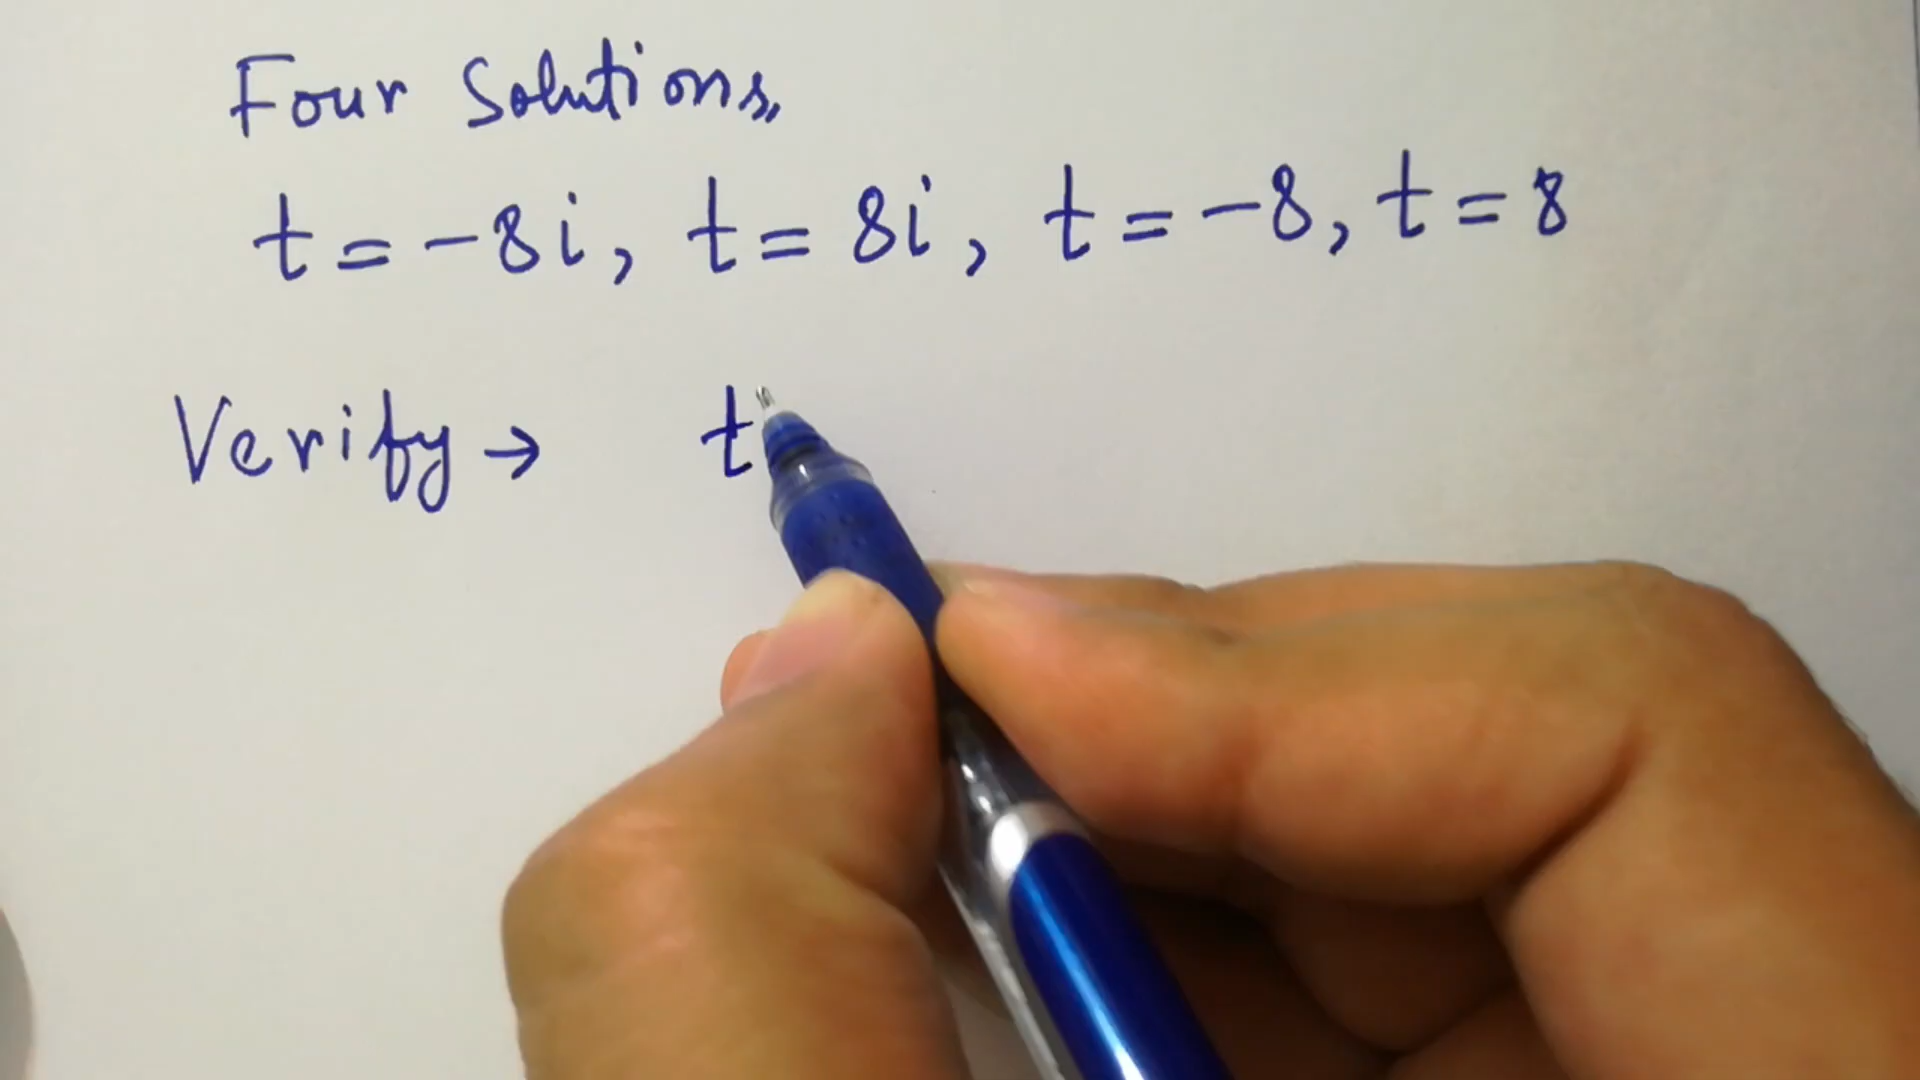 Four Solutions,
t = -8i, t = 8i, t = -8, t = 8
Verify → t